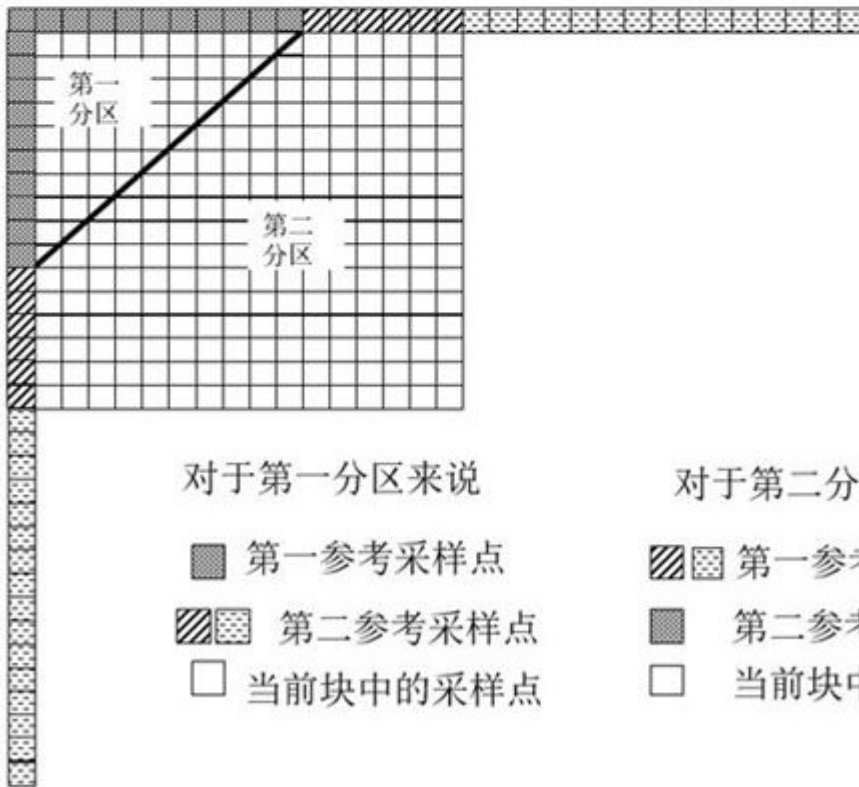 第一
分区
第二
分区
对于第一分区来说
第一参考采样点
第二参考采样点
当前块中的采样点
对于第二分
第一参
第二参
当前块